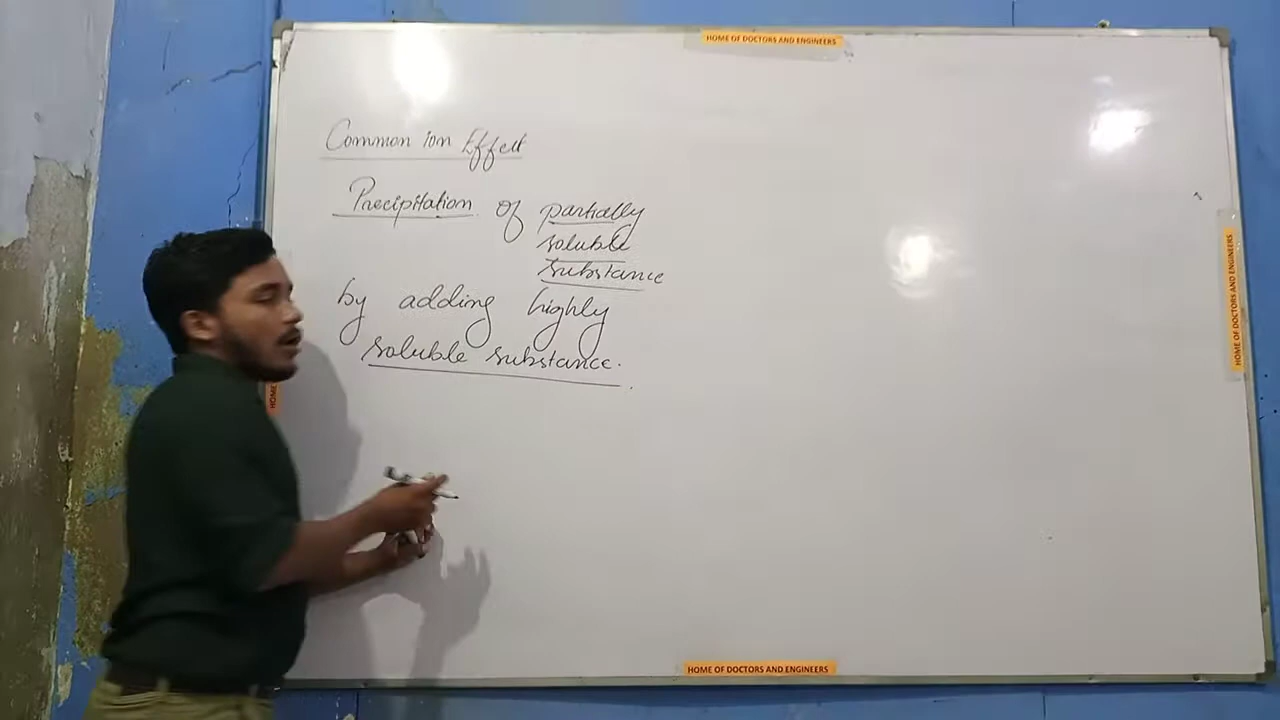 HOME OF DOCTORS AND ENGINEERS
Common ion Effect
Precipitation of partially
soluble
substance
by adding highly
soluble substance.
HOME OF DOCTORS AND ENGINEERS
HOME
HOME OF DOCTORS AND ENGINEERS